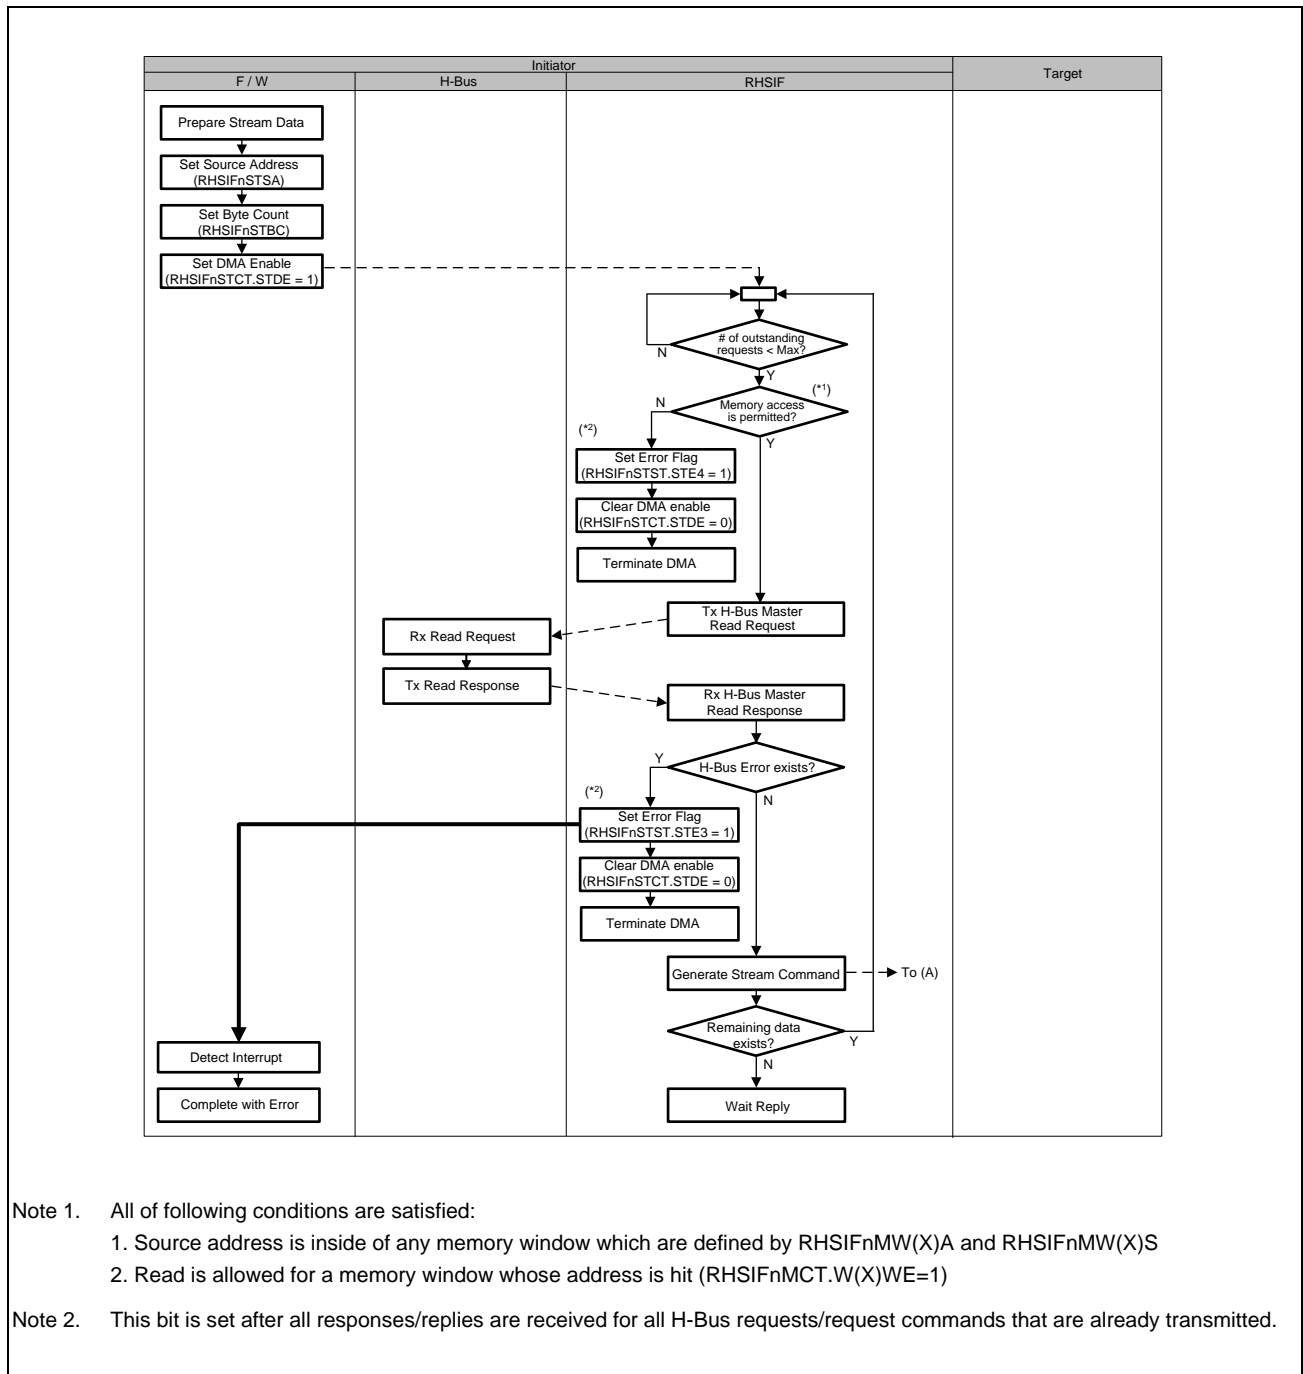 Initiator
Target
F / W
H-Bus
RHSIF
Prepare Stream Data
Set Source Address
(RHSIFnSTSA)
Set Byte Count
(RHSIFnSTBC)
Set DMA Enable
(RHSIFnSTCT.STDE = 1)
# of outstanding
requests < Max?
N
Y
(*1)
Memory access
is permitted?
N
Y
(*2)
Set Error Flag
(RHSIFnSTST.STE4 = 1)
Clear DMA enable
(RHSIFnSTCT.STDE = 0)
Terminate DMA
Tx H-Bus Master
Read Request
Rx Read Request
Tx Read Response
Rx H-Bus Master
Read Response
H-Bus Error exists?
Y
N
(*2)
Set Error Flag
(RHSIFnSTST.STE3 = 1)
Clear DMA enable
(RHSIFnSTCT.STDE = 0)
Terminate DMA
Generate Stream Command
To (A)
Remaining data
exists?
Y
N
Detect Interrupt
Complete with Error
Wait Reply
Note 1. All of following conditions are satisfied:
1. Source address is inside of any memory window which are defined by RHSIFnMW(X)A and RHSIFnMW(X)S
2. Read is allowed for a memory window whose address is hit (RHSIFnMCT.W(X)WE=1)
Note 2. This bit is set after all responses/replies are received for all H-Bus requests/request commands that are already transmitted.